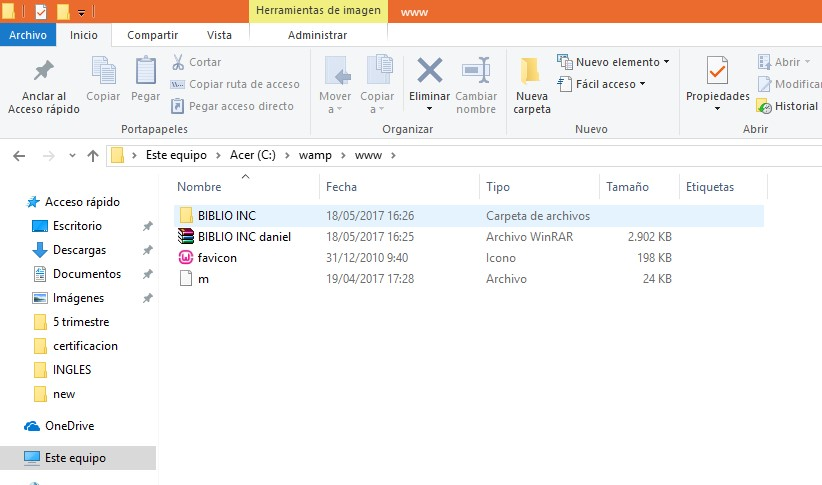 Herramientas de imagen
www
Archivo
Inicio
Compartir
Vista
Administrar
Anclar al
Acceso rápido
Copiar
Pegar
Cortar
Copiar ruta de acceso
Pegar acceso directo
Portapapeles
Mover
a
Copiar
a
Eliminar
Cambiar
nombre
Organizar
Nueva
carpeta
Nuevo elemento
Fácil acceso
Nuevo
Propiedades
Abrir
Modificar
Historial
Abrir
Este equipo
Acer (C:)
wamp
www
Nombre Fecha Tipo Tamaño Etiquetas
BIBLIO INC 18/05/2017 16:26 Carpeta de archivos
BIBLIO INC daniel 18/05/2017 16:25 Archivo WinRAR 2.902 KB
favicon 31/12/2010 9:40 Icono 198 KB
m 19/04/2017 17:28 Archivo 24 KB
Acceso rápido
Escritorio
Descargas
Documentos
Imágenes
5 trimestre
certificacion
INGLES
new
OneDrive
Este equipo